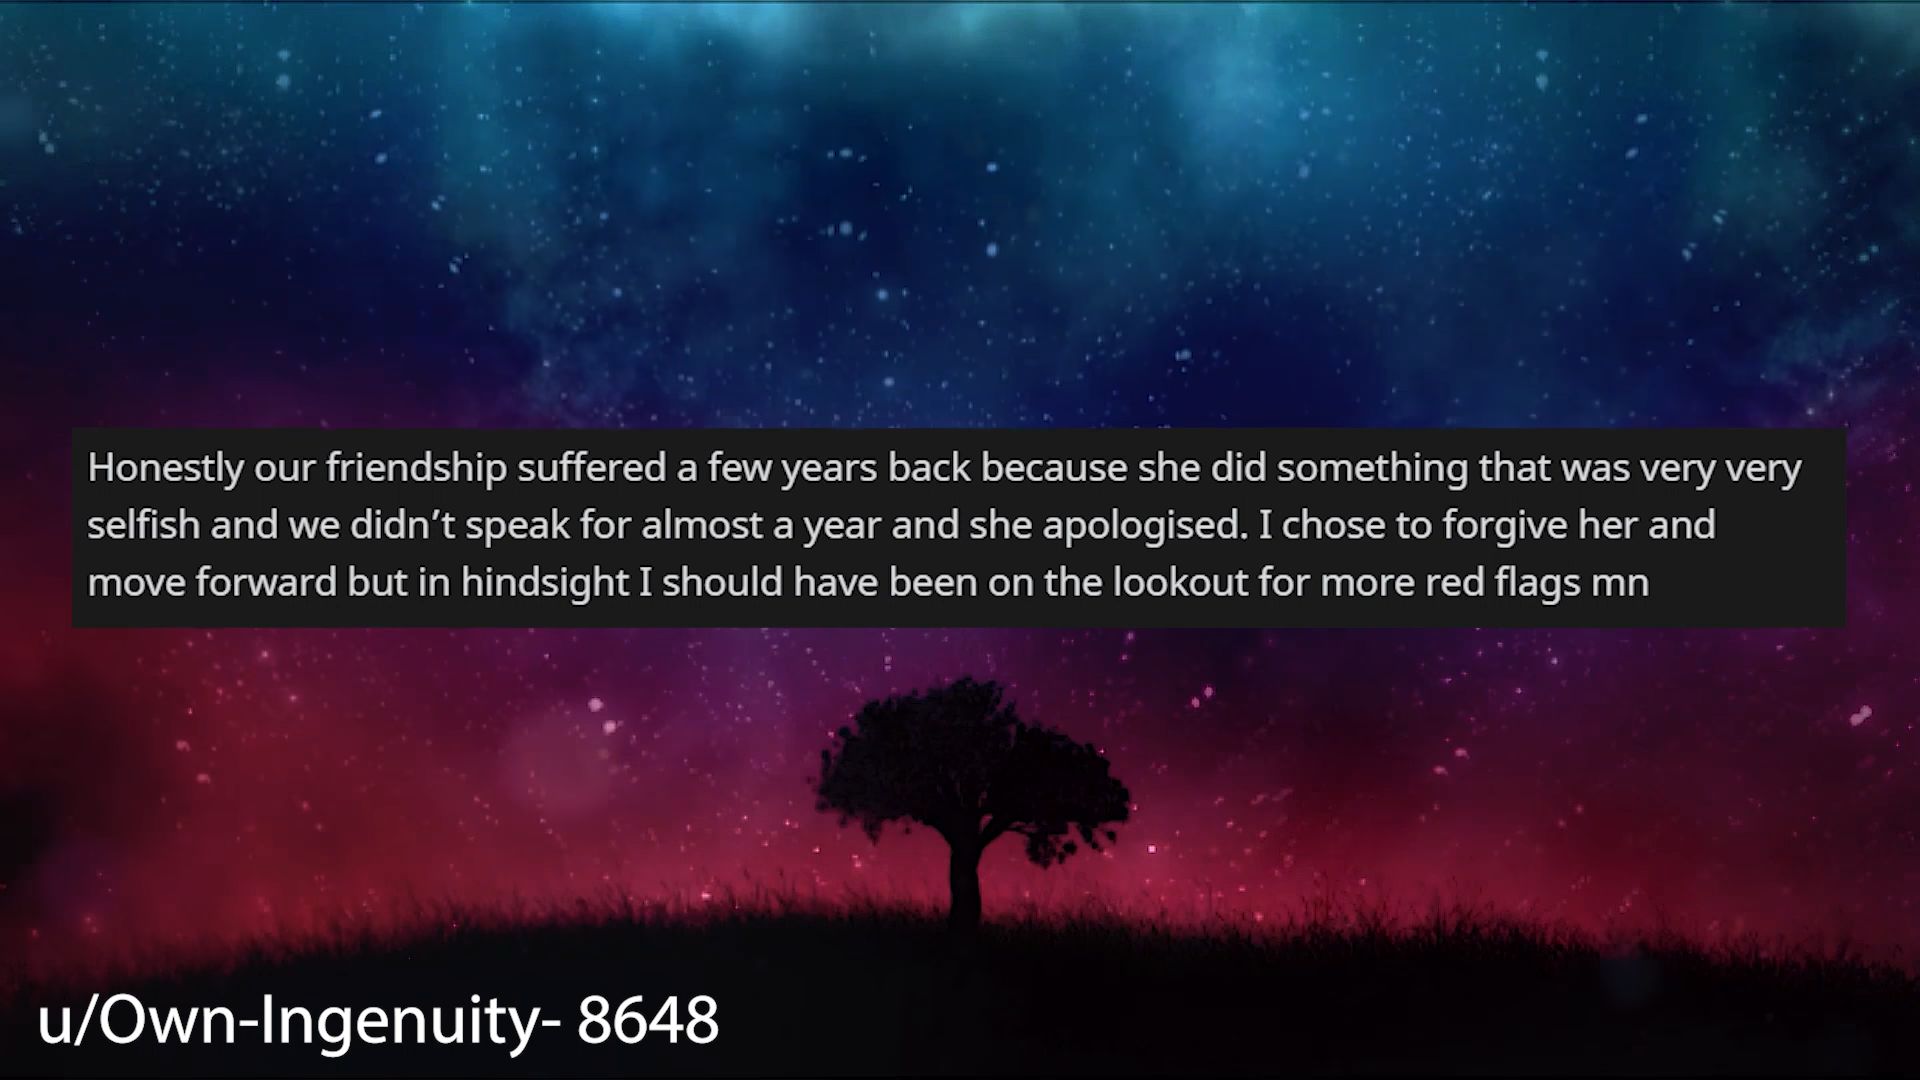 Honestly our friendship suffered a few years back because she did something that was very very
selfish and we didn’t speak for almost a year and she apologised. I chose to forgive her and
move forward but in hindsight I should have been on the lookout for more red flags mn
u/Own-Ingenuity- 8648